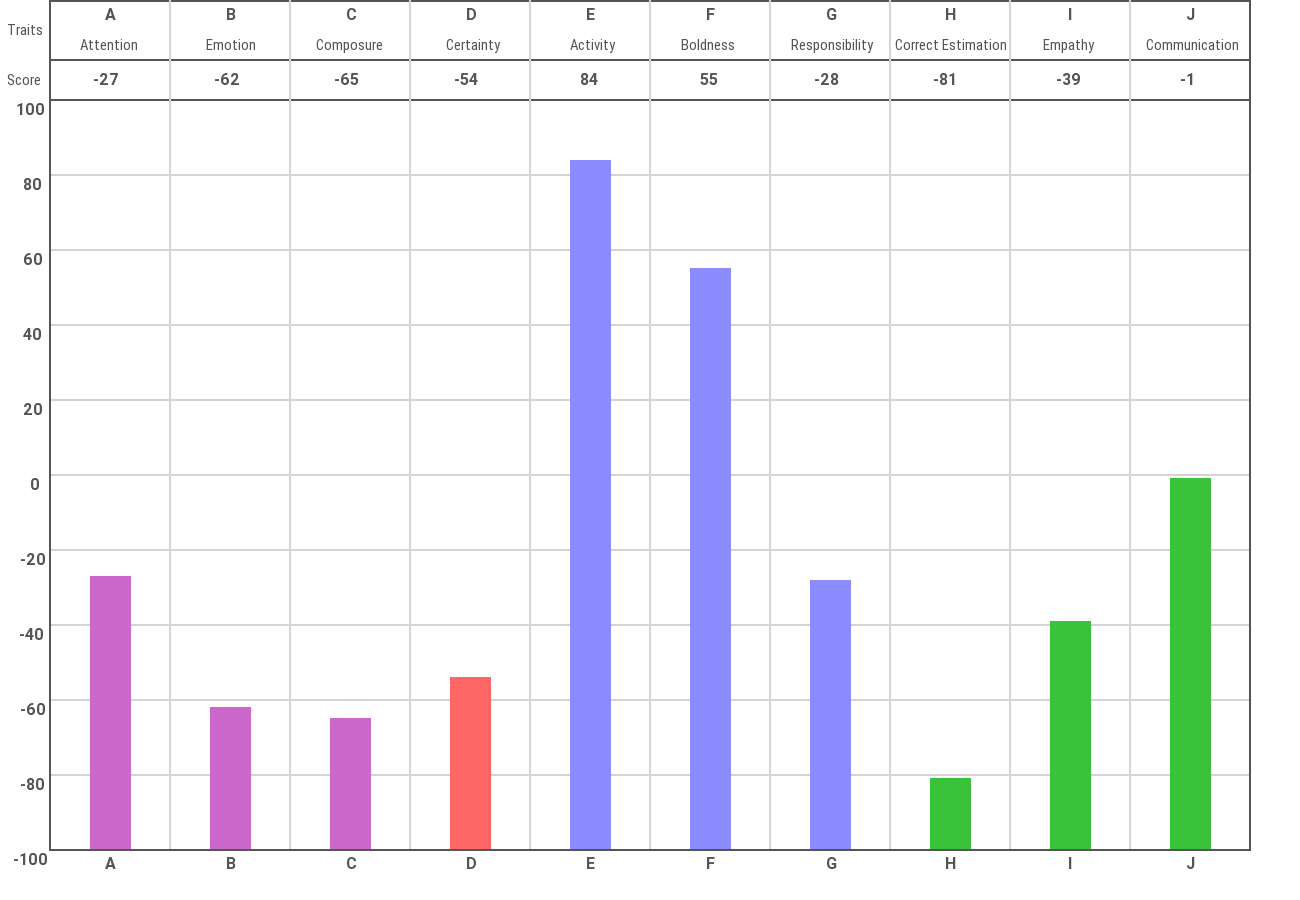 Traits
A B C D E F G H I J
Attention Emotion Composure Certainty Activity Boldness Responsibility Correct Estimation Empathy Communication
Score -27 -62 -65 -54 84 55 -28 -81 -39 -1
100
80
60
40
20
0
-20
-40
-60
-80
-100
A B C D E F G H I J